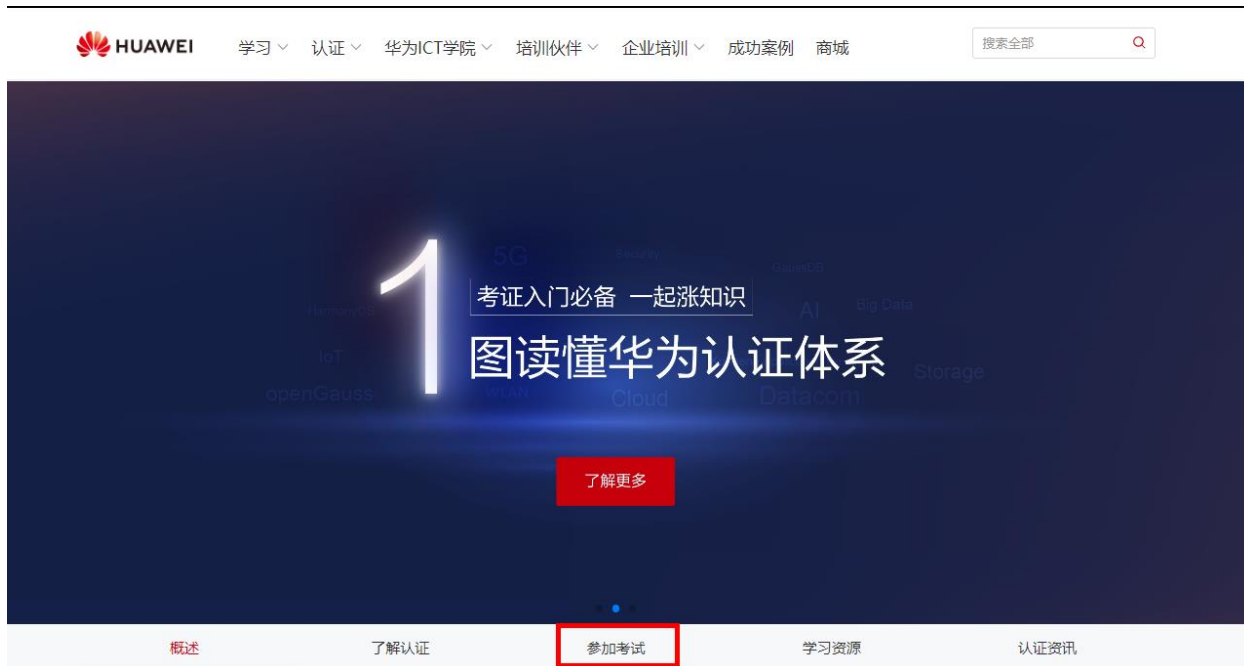 HUAWEI 学习 认证 华为ICT学院 培训伙伴 企业培训 成功案例 商城 搜索全部
5G Security GaussDB
1 考证入门必备 一起涨知识
HarmonyOS AI Big Data
图读懂华为认证体系
IoT Storage
openGauss WLAN Cloud Datacom
了解更多
概述 了解认证 参加考试 学习资源 认证资讯